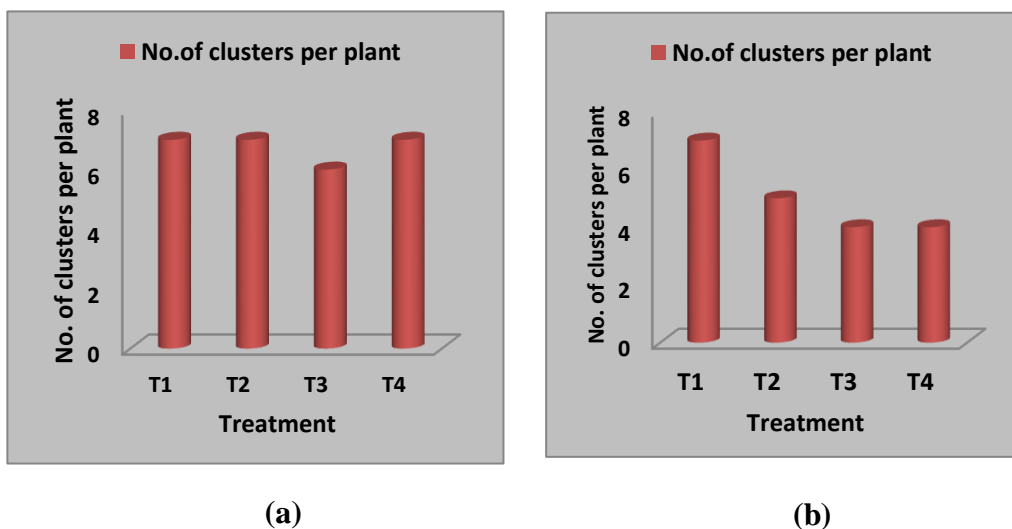 No.of clusters per plant
No. of clusters per plant
8
6
4
2
0
T1 T2 T3 T4
Treatment
(a)
No.of clusters per plant
No. of clusters per plant
8
6
4
2
0
T1 T2 T3 T4
Treatment
(b)